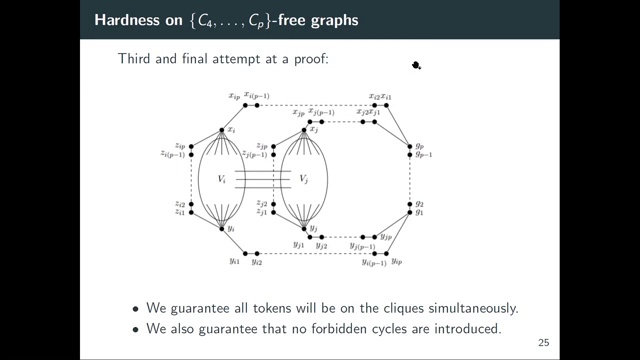 Hardness on {C₄, . . . , Cₚ}-free graphs
Third and final attempt at a proof:
x_{ip} x_{i(p−1)} x_{i2} x_{i1}
x_{jp} x_{j(p−1)} x_{j2} x_{j1}
x_i x_j
z_{ip} z_{jp} g_p
z_{i(p−1)} z_{j(p−1)} g_{p−1}
V_i V_j
z_{i2} z_{j2} g_2
z_{i1} z_{j1} g_1
y_i y_j
y_{j1} y_{j2} y_{j(p−1)} y_{jp}
y_{i1} y_{i2} y_{i(p−1)} y_{ip}
• We guarantee all tokens will be on the cliques simultaneously.
• We also guarantee that no forbidden cycles are introduced.
25